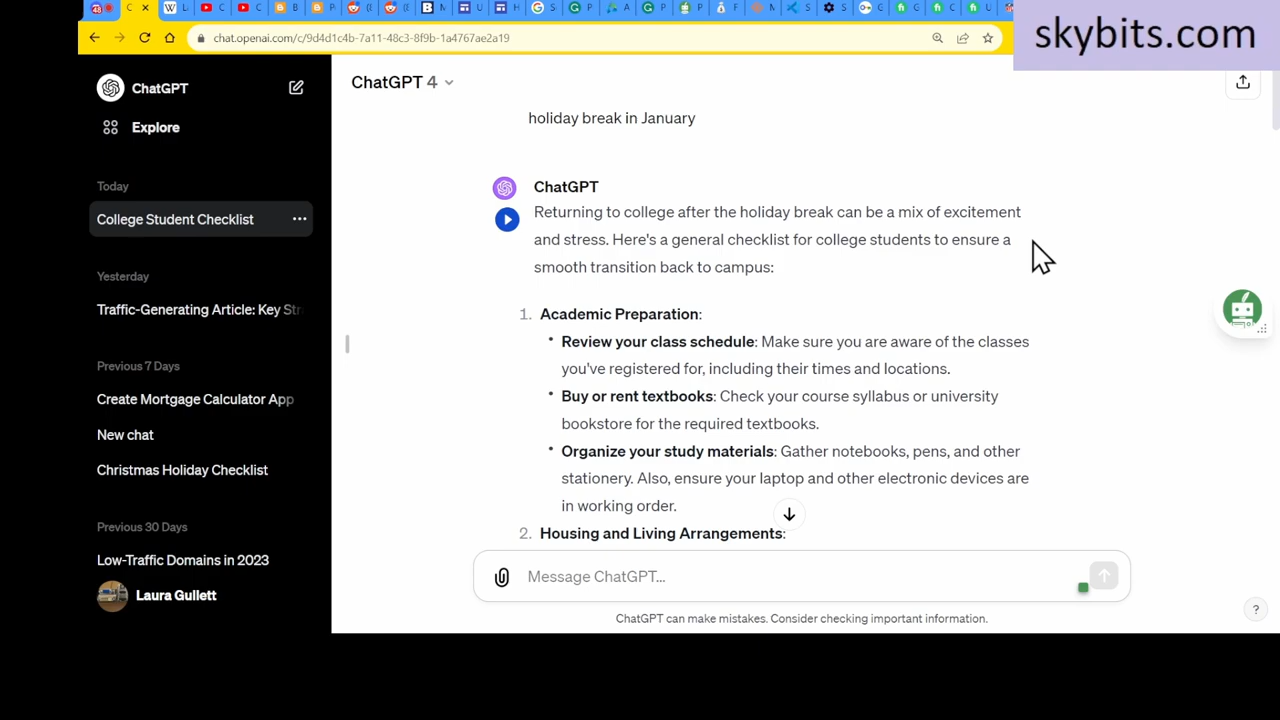 skybits.com
chat.openai.com/c/9d4d1c4b-7a11-48c3-8f9b-1a4767ae2a19
ChatGPT
Explore
Today
College Student Checklist
Yesterday
Traffic-Generating Article: Key Str
Previous 7 Days
Create Mortgage Calculator App
New chat
Christmas Holiday Checklist
Previous 30 Days
Low-Traffic Domains in 2023
Laura Gullett
ChatGPT 4
holiday break in January
ChatGPT
Returning to college after the holiday break can be a mix of excitement
and stress. Here's a general checklist for college students to ensure a
smooth transition back to campus:
1. Academic Preparation:
• Review your class schedule: Make sure you are aware of the classes
you've registered for, including their times and locations.
• Buy or rent textbooks: Check your course syllabus or university
bookstore for the required textbooks.
• Organize your study materials: Gather notebooks, pens, and other
stationery. Also, ensure your laptop and other electronic devices are
in working order.
2. Housing and Living Arrangements:
Message ChatGPT...
ChatGPT can make mistakes. Consider checking important information.
?